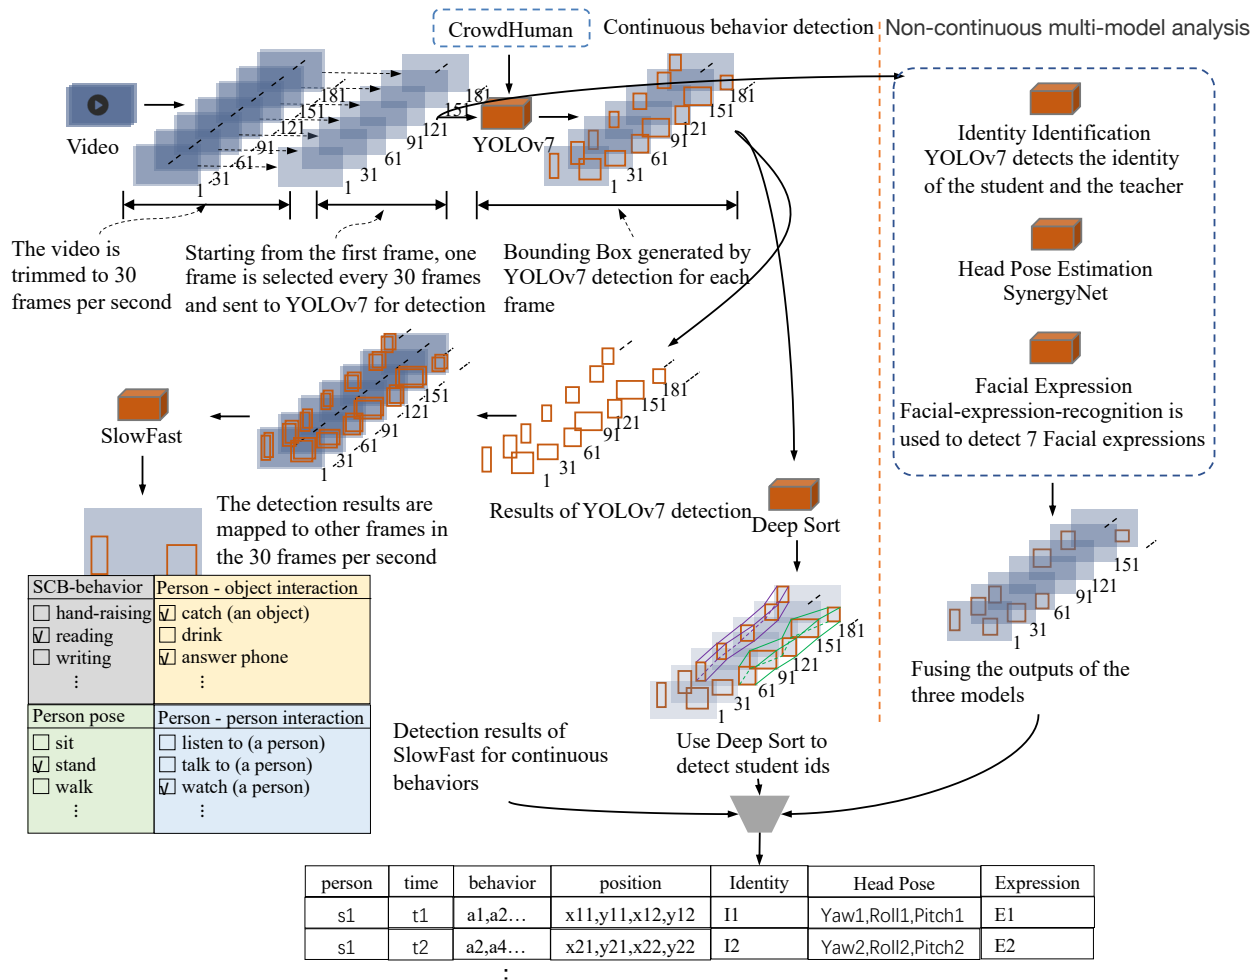 CrowdHuman
Continuous behavior detection
Non-continuous multi-model analysis
Video
1
31
61
91
121
151
181
1
31
61
91
121
151
181
YOLOv7
1
31
61
91
121
151
181
The video is
trimmed to 30
frames per second
Starting from the first frame, one
frame is selected every 30 frames
and sent to YOLOv7 for detection
Bounding Box generated by
YOLOv7 detection for each
frame
Identity Identification
YOLOv7 detects the identity
of the student and the teacher
Head Pose Estimation
SynergyNet
Facial Expression
Facial-expression-recognition is
used to detect 7 Facial expressions
SlowFast
1
31
61
91
121
151
The detection results are
mapped to other frames in
the 30 frames per second
1
31
61
91
121
151
181
Results of YOLOv7 detection
Deep Sort
1
31
61
91
121
151
181
Use Deep Sort to
detect student ids
1
31
61
91
121
151
Fusing the outputs of the
three models
SCB-behavior
hand-raising
reading
writing
⋮
Person - object interaction
catch (an object)
drink
answer phone
⋮
Person pose
sit
stand
walk
⋮
Person - person interaction
listen to (a person)
talk to (a person)
watch (a person)
⋮
Detection results of
SlowFast for continuous
behaviors
person time behavior position Identity Head Pose Expression
s1 t1 a1,a2… x11,y11,x12,y12 I1 Yaw1,Roll1,Pitch1 E1
s1 t2 a2,a4… x21,y21,x22,y22 I2 Yaw2,Roll2,Pitch2 E2
⋮